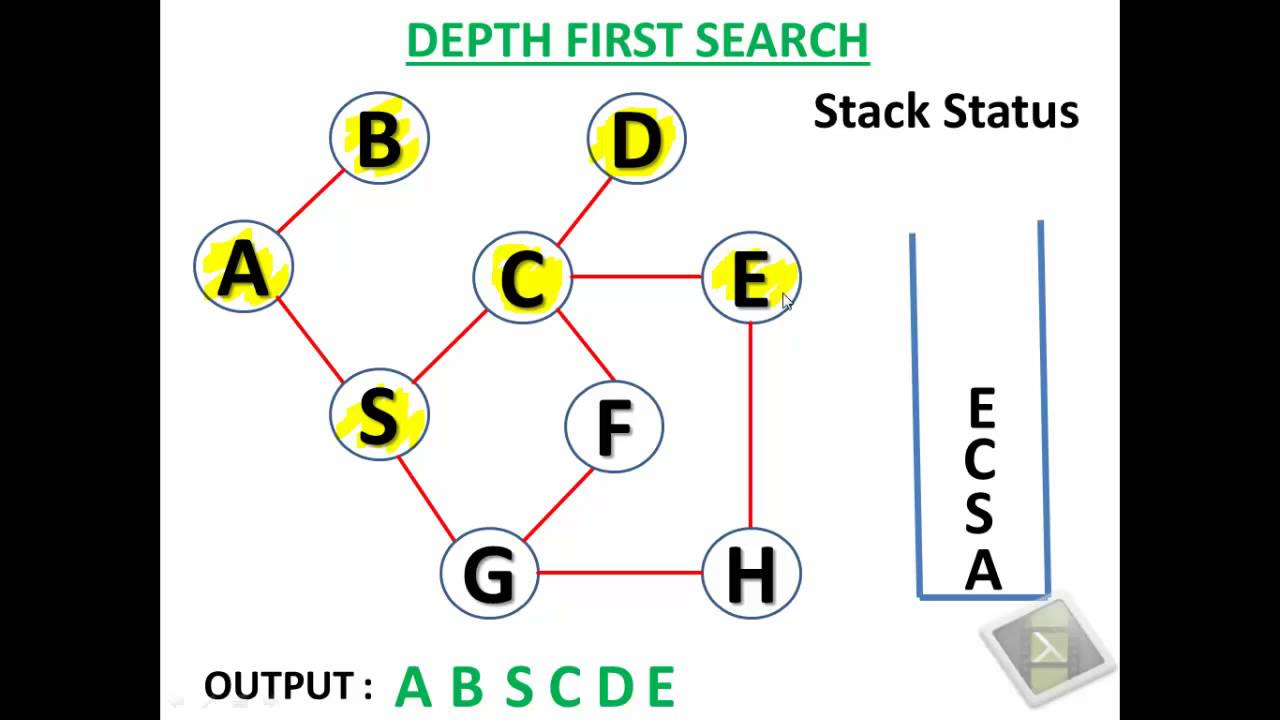 DEPTH FIRST SEARCH
Stack Status
B
D
A
C
E
S
F
G
H
E
C
S
A
OUTPUT : A B S C D E